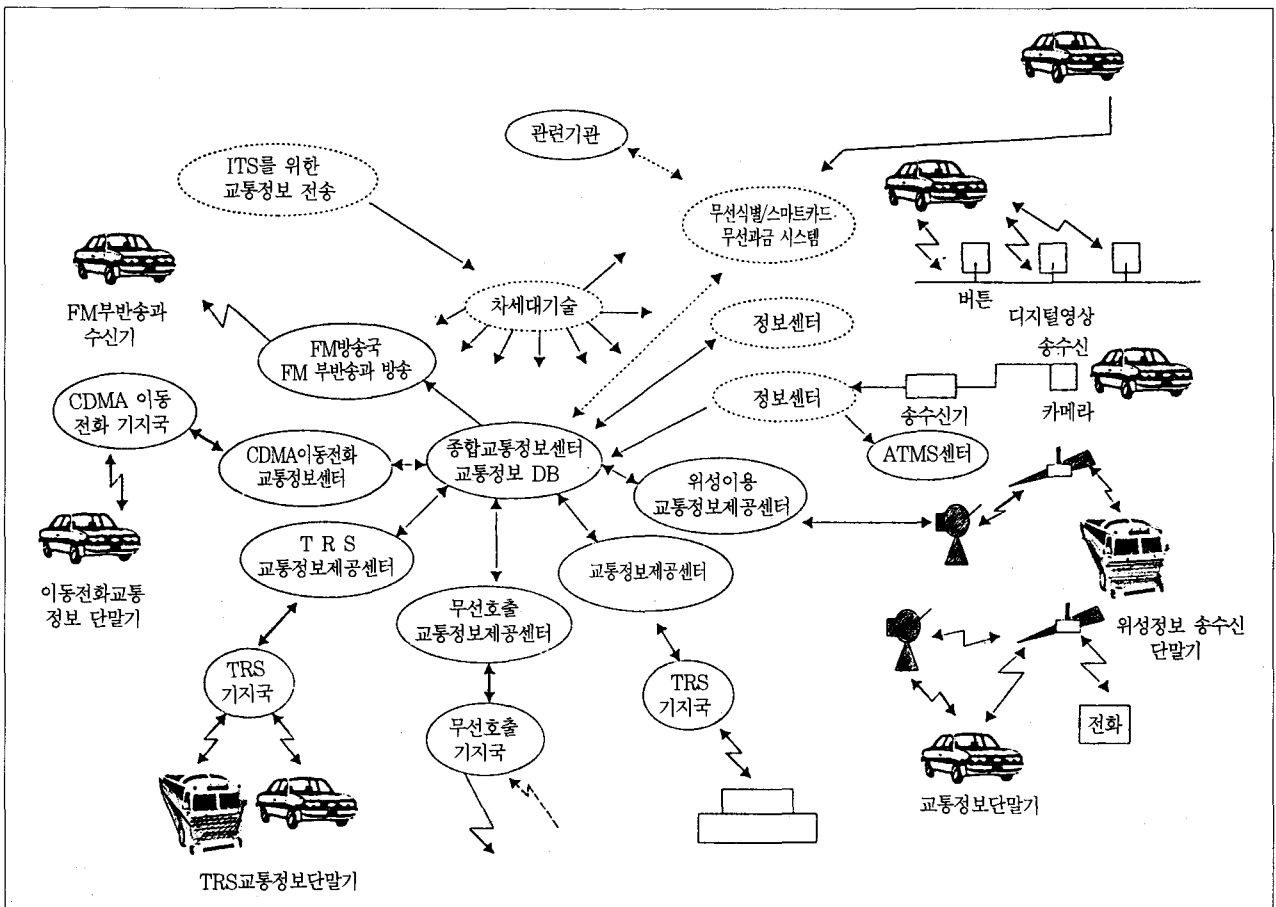 관련기관
ITS를 위한
교통정보 전송
무선식별/스마트카드
무선과금 시스템
차세대기술
FM부반송과
수신기
FM방송국
FM 부반송과 방송
정보센터
버튼
디지털영상
송수신
CDMA 이동
전화 기지국
정보센터
송수신기
카메라
CDMA이동전화
교통정보센터
종합교통정보센터
교통정보 DB
ATMS센터
위성이용
교통정보제공센터
T R S
교통정보제공센터
교통정보제공센터
이동전화교통
정보 단말기
무선호출
교통정보제공센터
위성정보 송수신
단말기
TRS
기지국
TRS
기지국
무선호출
기지국
전화
교통정보단말기
TRS교통정보단말기